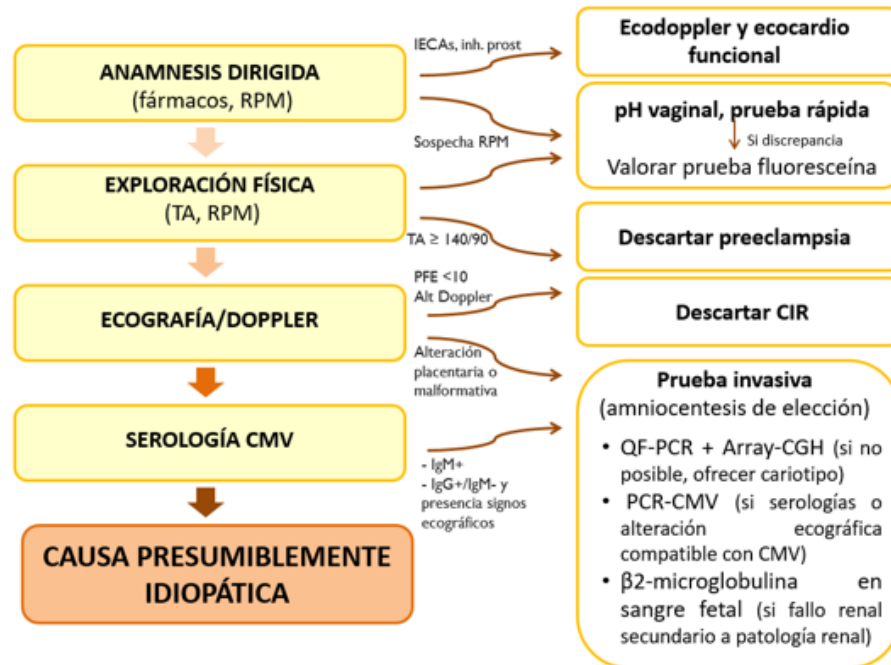 ANAMNESIS DIRIGIDA
(fármacos, RPM)
IECAs, inh. prost
Ecodoppler y ecocardio
funcional
Sospecha RPM
pH vaginal, prueba rápida
Si discrepancia
Valorar prueba fluoresceína
EXPLORACIÓN FÍSICA
(TA, RPM)
TA ≥ 140/90
Descartar preeclampsia
ECOGRAFÍA/DOPPLER
PFE <10
Alt Doppler
Descartar CIR
Alteración
placentaria o
malformativa
Prueba invasiva
(amniocentesis de elección)
• QF-PCR + Array-CGH (si no
posible, ofrecer cariotipo)
• PCR-CMV (si serologías o
alteración ecográfica
compatible con CMV)
• β2-microglobulina en
sangre fetal (si fallo renal
secundario a patología renal)
SEROLOGÍA CMV
- IgM+
- IgG+/IgM- y
presencia signos
ecográficos
CAUSA PRESUMIBLEMENTE
IDIOPÁTICA